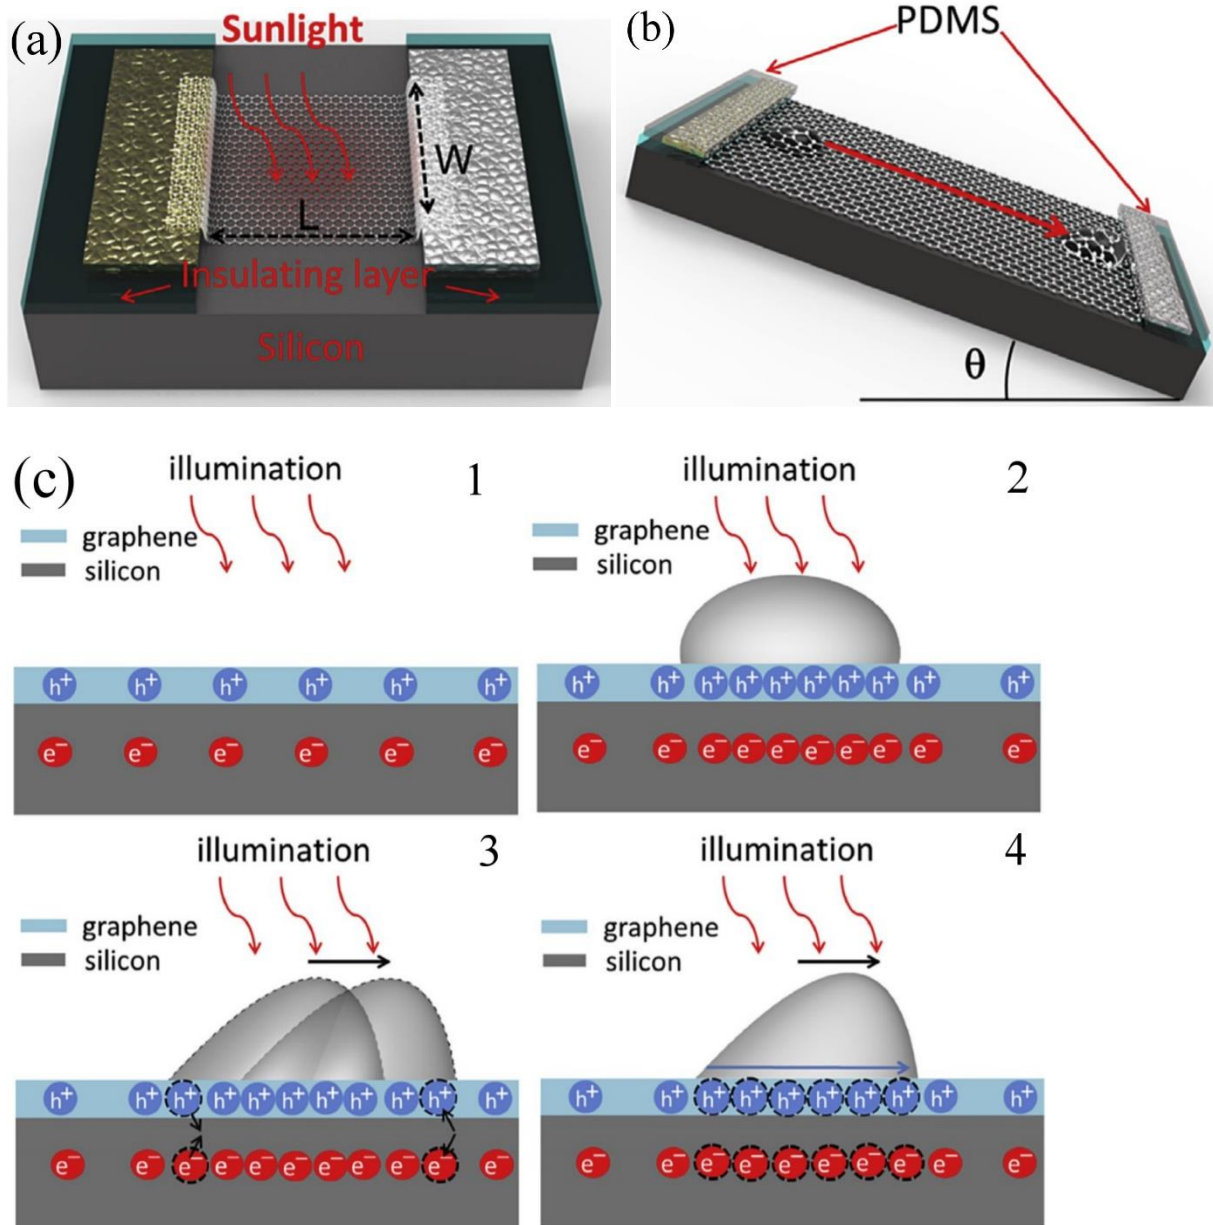 (a)
Sunlight
W
L
Insulating layer
Silicon
(b)
PDMS
θ
(c)
illumination
1
graphene
silicon
h+ h+ h+ h+ h+ h+
e− e− e− e− e− e−
illumination
2
graphene
silicon
h+ h+ h+ h+ h+ h+ h+ h+ h+ h+
e− e− e− e− e− e− e− e− e− e−
illumination
3
graphene
silicon
h+ h+ h+ h+ h+ h+ h+ h+ h+ h+
e− e− e− e− e− e− e− e− e− e−
illumination
4
graphene
silicon
h+ h+ h+ h+ h+ h+ h+ h+ h+ h+
e− e− e− e− e− e− e− e− e− e−